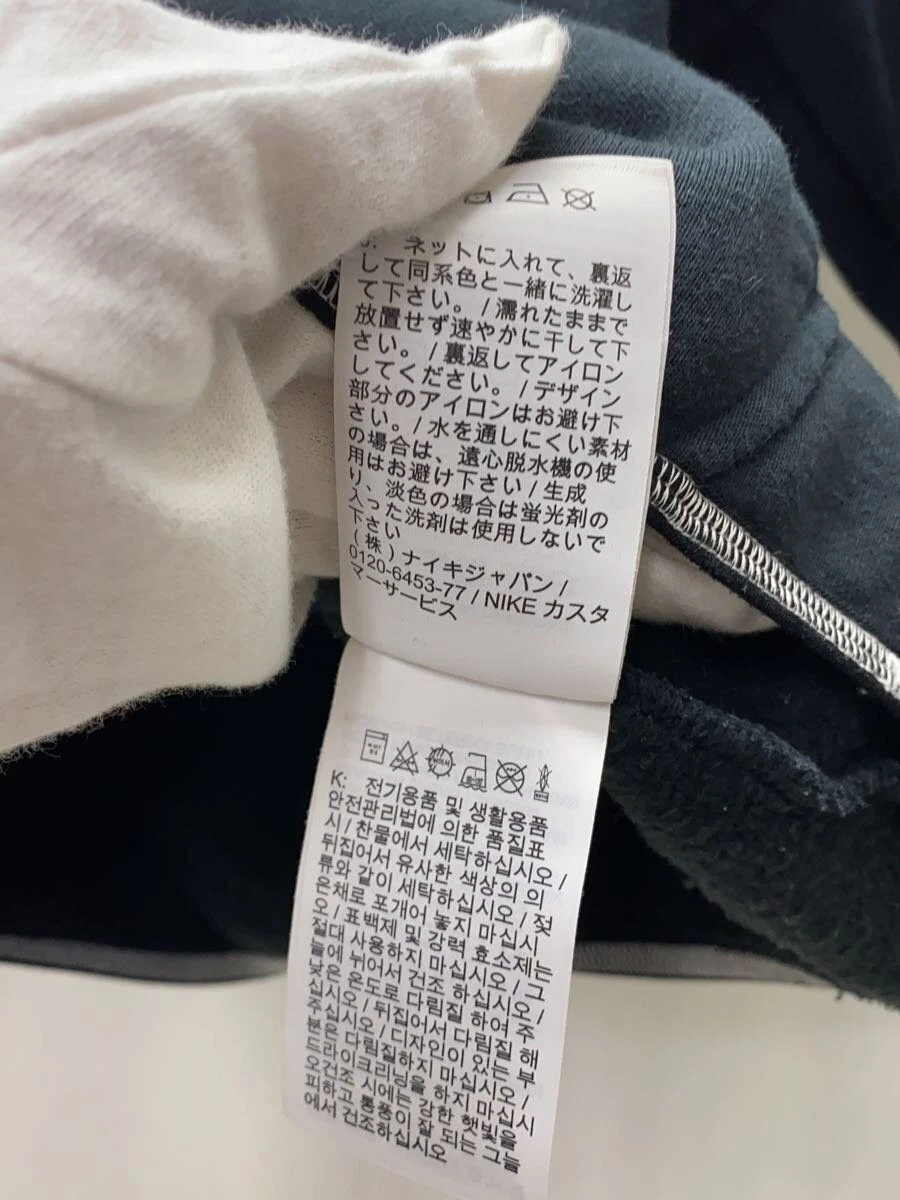 J: ネットに入れて、裏返
して同系色と一緒に洗濯し
て下さい。/濡れたままで
放置せず速やかに干して下
さい。/裏返してアイロン
してください。/デザイン
部分のアイロンはお避け下
さい。/水を通しにくい素材
の場合は、遠心脱水機の使
用はお避け下さい/生成
り、淡色の場合は蛍光剤の
入った洗剤は使用しないで
下さい
(株)ナイキジャパン/
0120-6453-77/NIKE カスタ
マーサービス
K: 전기용품 및 생활용품
안전관리법에 의한 품질표
시/찬물에서 세탁하십시오/
뒤집어서 유사한 색상의 의
류와 같이 세탁하십시오/젖
은채로 포개어 놓지 마십시
오/표백제 및 강력 효소제는
절대 사용하지 마십시오/그
늘에 뉘어서 건조 하십시오/
낮은 온도로 다림질 하여 주
십시오/뒤집어서 다림질 해
주십시오/디자인이 있는 부
분은 다림질하지 마십시오/
드라이크리닝을 하지 마십시
오건조 시에는 강한 햇빛을
피하고 통풍이 잘 되는 그늘
에서 건조하십시오